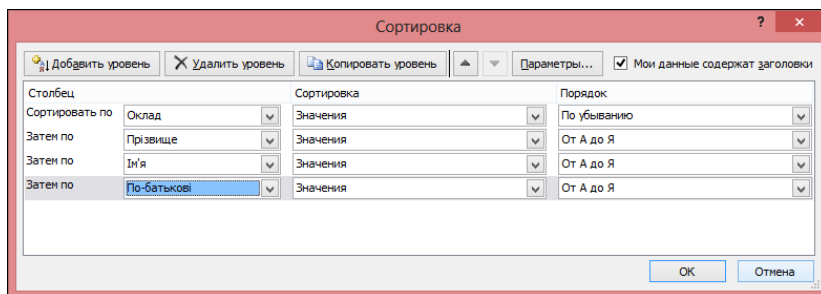 Сортировка ?
Добавить уровень Удалить уровень Копировать уровень Параметры... Мои данные содержат заголовки
Столбец Сортировка Порядок
Сортировать по Оклад Значения По убыванию
Затем по Прізвище Значения От А до Я
Затем по Ім'я Значения От А до Я
Затем по По-батькові Значения От А до Я
ОК Отмена